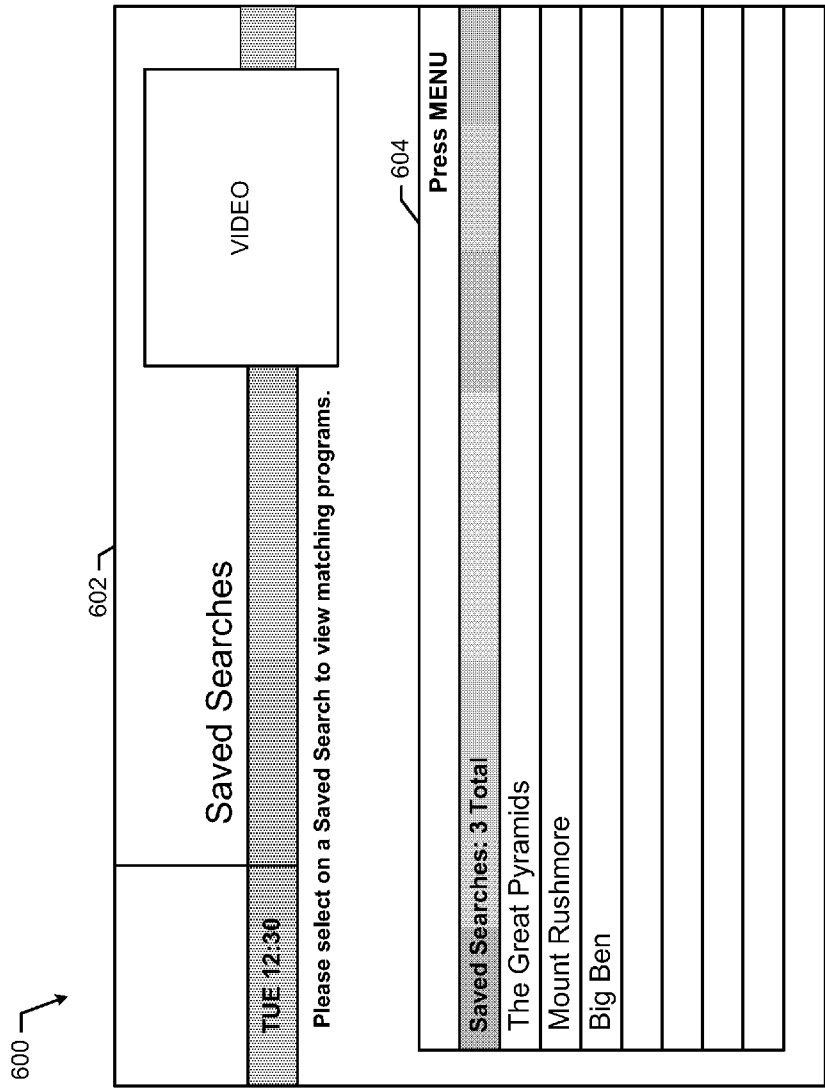 600
602
Saved Searches
VIDEO
TUE 12:30
Please select on a Saved Search to view matching programs.
604
Press MENU
Saved Searches: 3 Total
The Great Pyramids
Mount Rushmore
Big Ben